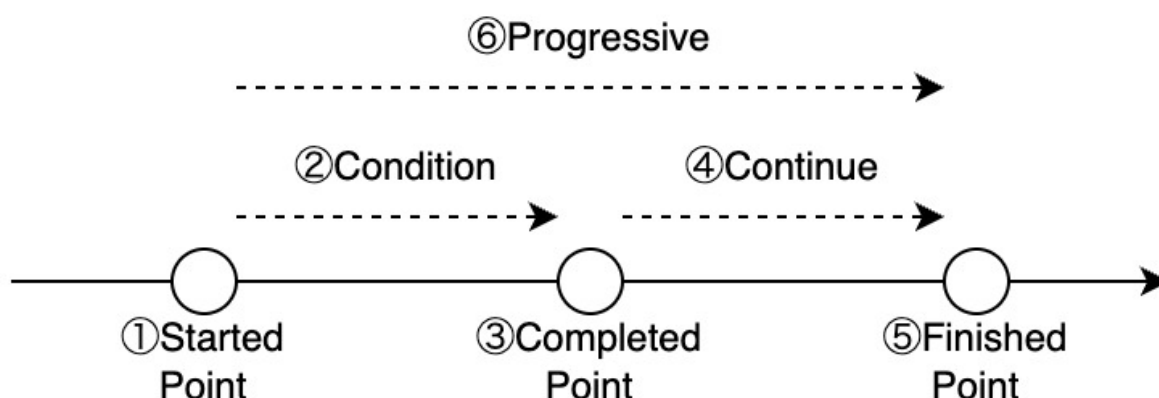 ⑥Progressive
②Condition
④Continue
①Started
Point
③Completed
Point
⑤Finished
Point